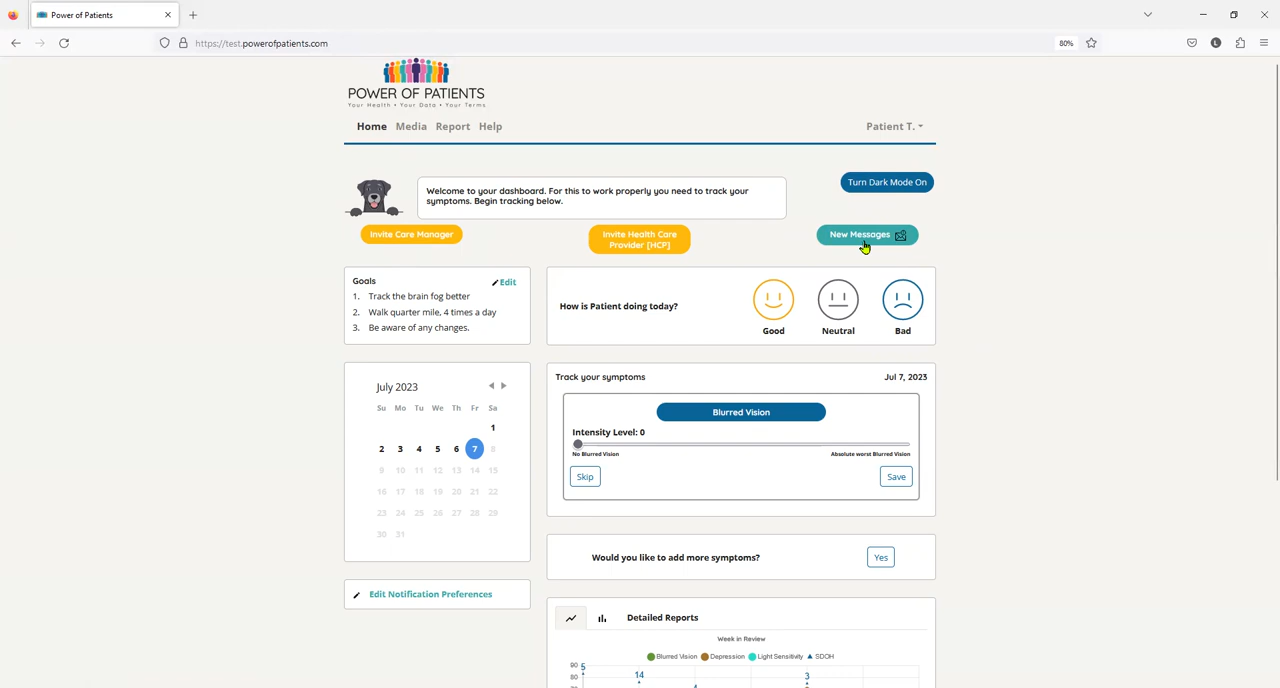 Power of Patients
https://test.powerofpatients.com
80%
L
POWER OF PATIENTS
Your Health • Your Data • Your Terms
Home Media Report Help
Patient T.
Welcome to your dashboard. For this to work properly you need to track your
symptoms. Begin tracking below.
Turn Dark Mode On
Invite Care Manager
Invite Health Care
Provider [HCP]
New Messages
Goals
Edit
1. Track the brain fog better
2. Walk quarter mile, 4 times a day
3. Be aware of any changes.
How is Patient doing today?
Good
Neutral
Bad
July 2023
Su Mo Tu We Th Fr Sa
1
2 3 4 5 6 7 8
9 10 11 12 13 14 15
16 17 18 19 20 21 22
23 24 25 26 27 28 29
30 31
Edit Notification Preferences
Track your symptoms
Jul 7, 2023
Blurred Vision
Intensity Level: 0
No Blurred Vision
Absolute worst Blurred Vision
Skip
Save
Would you like to add more symptoms?
Yes
Detailed Reports
Week in Review
Blurred Vision Depression Light Sensitivity SDOH
90
80
5
14
4
3